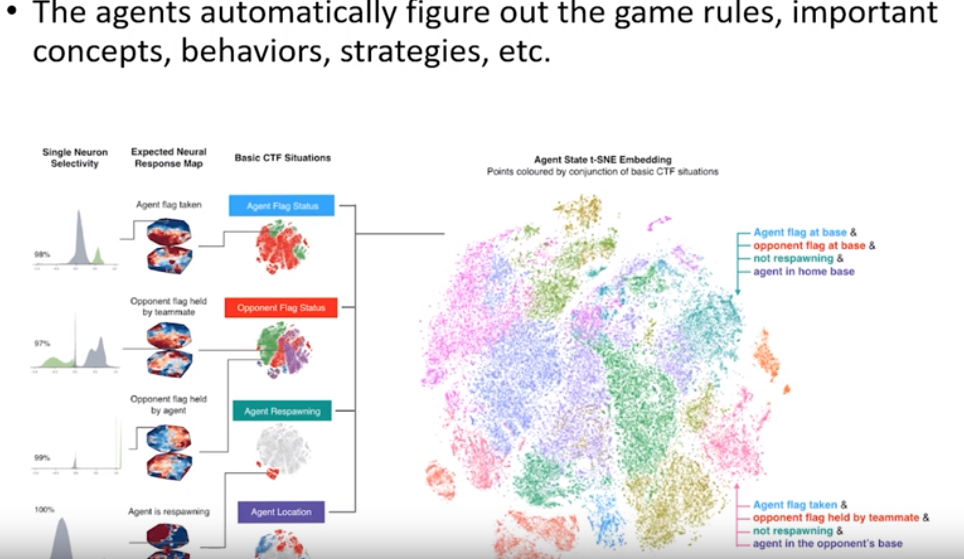 • The agents automatically figure out the game rules, important
concepts, behaviors, strategies, etc.
Single Neuron
Selectivity
Expected Neural
Response Map
Basic CTF Situations
Agent State t-SNE Embedding
Points coloured by conjunction of basic CTF situations
Agent flag taken
Agent Flag Status
98%
Opponent flag held
by teammate
Opponent Flag Status
97%
Opponent flag held
by agent
Agent Respawning
99%
Agent is respawning
Agent Location
100%
Agent flag at base &
opponent flag at base &
not respawning &
agent in home base
Agent flag taken &
opponent flag held by teammate &
not respawning &
agent in the opponent's base